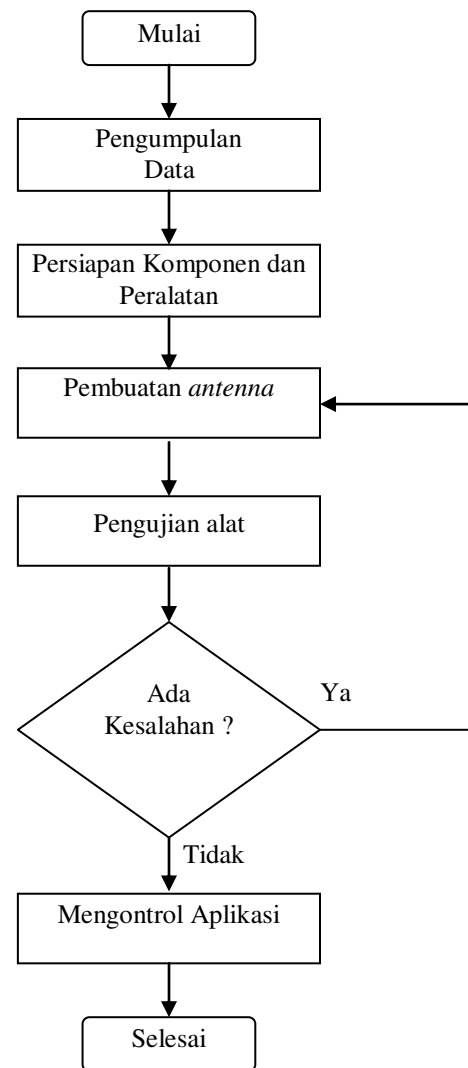 Mulai
Pengumpulan
Data
Persiapan Komponen dan
Peralatan
Pembuatan antenna
Pengujian alat
Ada
Kesalahan ?
Ya
Tidak
Mengontrol Aplikasi
Selesai